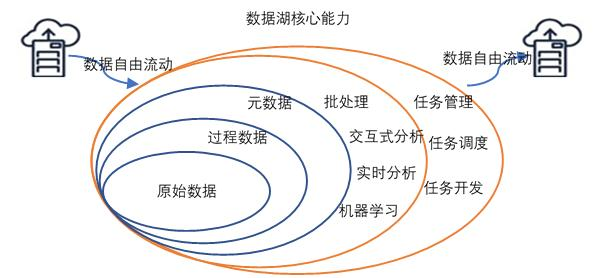 数据湖核心能力
数据自由流动
数据自由流动
元数据
批处理
任务管理
过程数据
交互式分析
任务调度
原始数据
实时分析
任务开发
机器学习